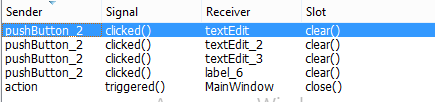 Sender Signal Receiver Slot
pushButton_2 clicked() textEdit clear()
pushButton_2 clicked() textEdit_2 clear()
pushButton_2 clicked() textEdit_3 clear()
pushButton_2 clicked() label_6 clear()
action triggered() MainWindow close()